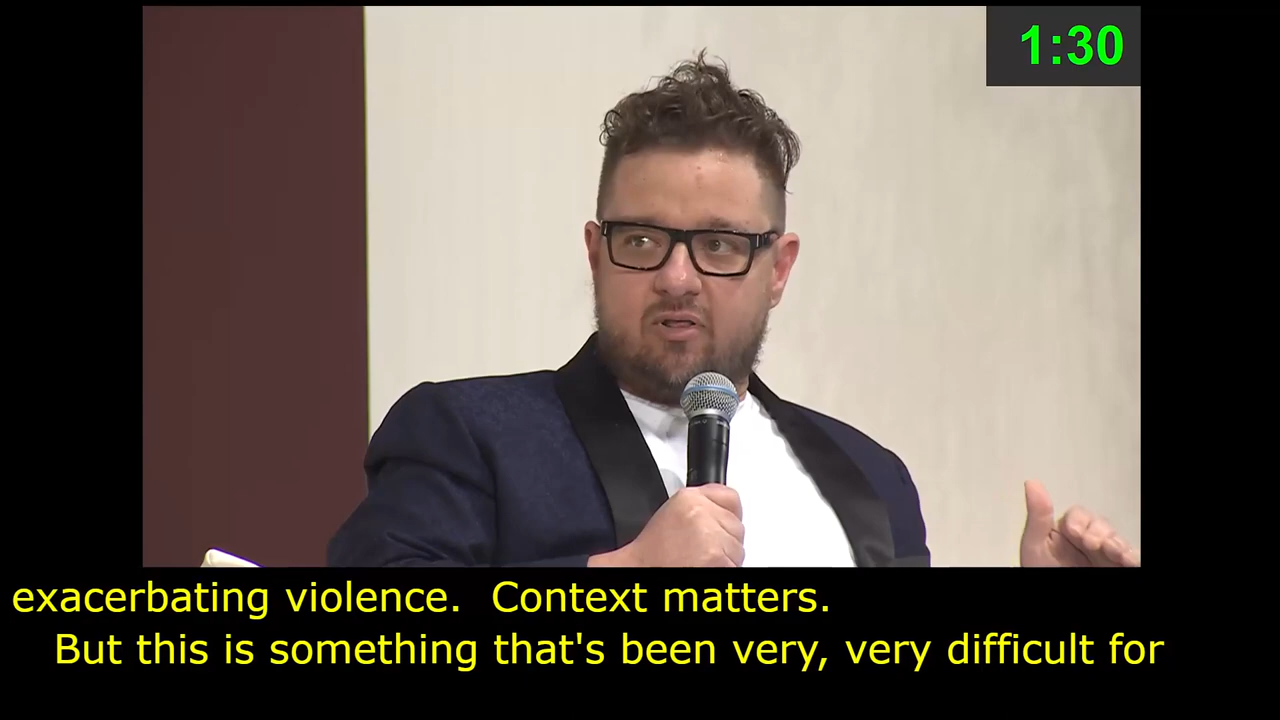 1:30
exacerbating violence.  Context matters.
But this is something that's been very, very difficult for